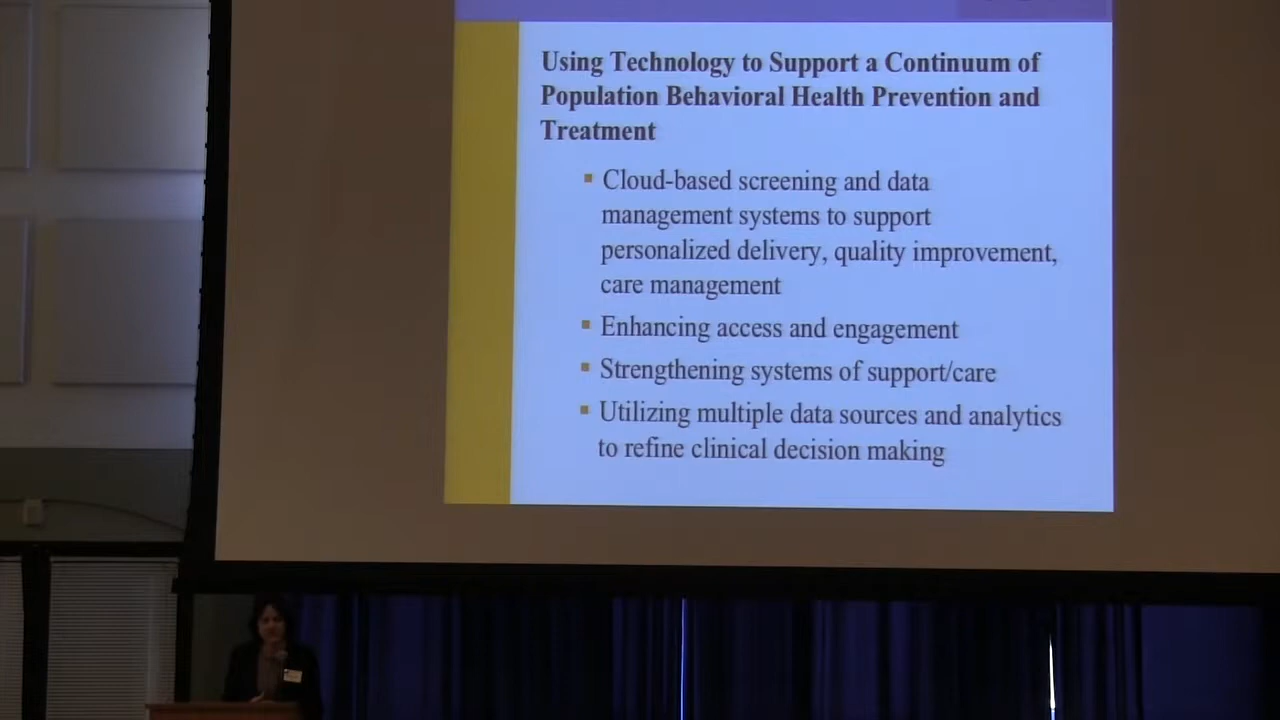 Using Technology to Support a Continuum of
Population Behavioral Health Prevention and
Treatment
Cloud-based screening and data
management systems to support
personalized delivery, quality improvement,
care management
Enhancing access and engagement
Strengthening systems of support/care
Utilizing multiple data sources and analytics
to refine clinical decision making